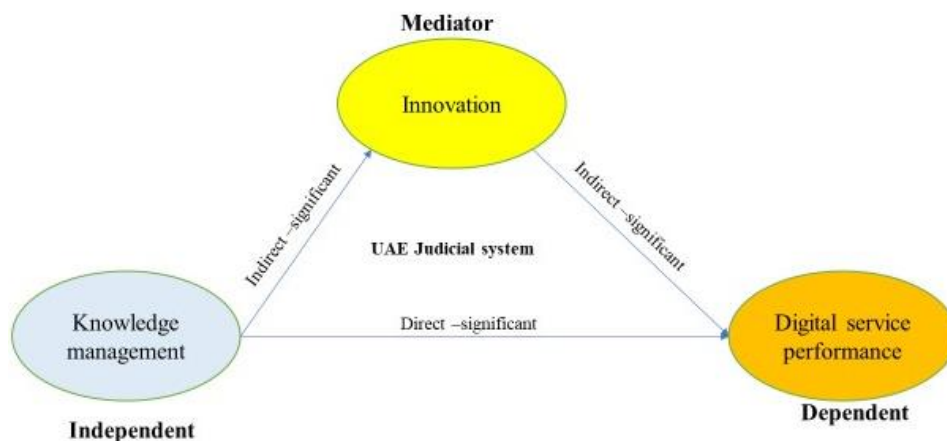 Mediator
Innovation
Indirect –significant
Indirect –significant
UAE Judicial system
Knowledge
management
Direct –significant
Digital service
performance
Independent
Dependent